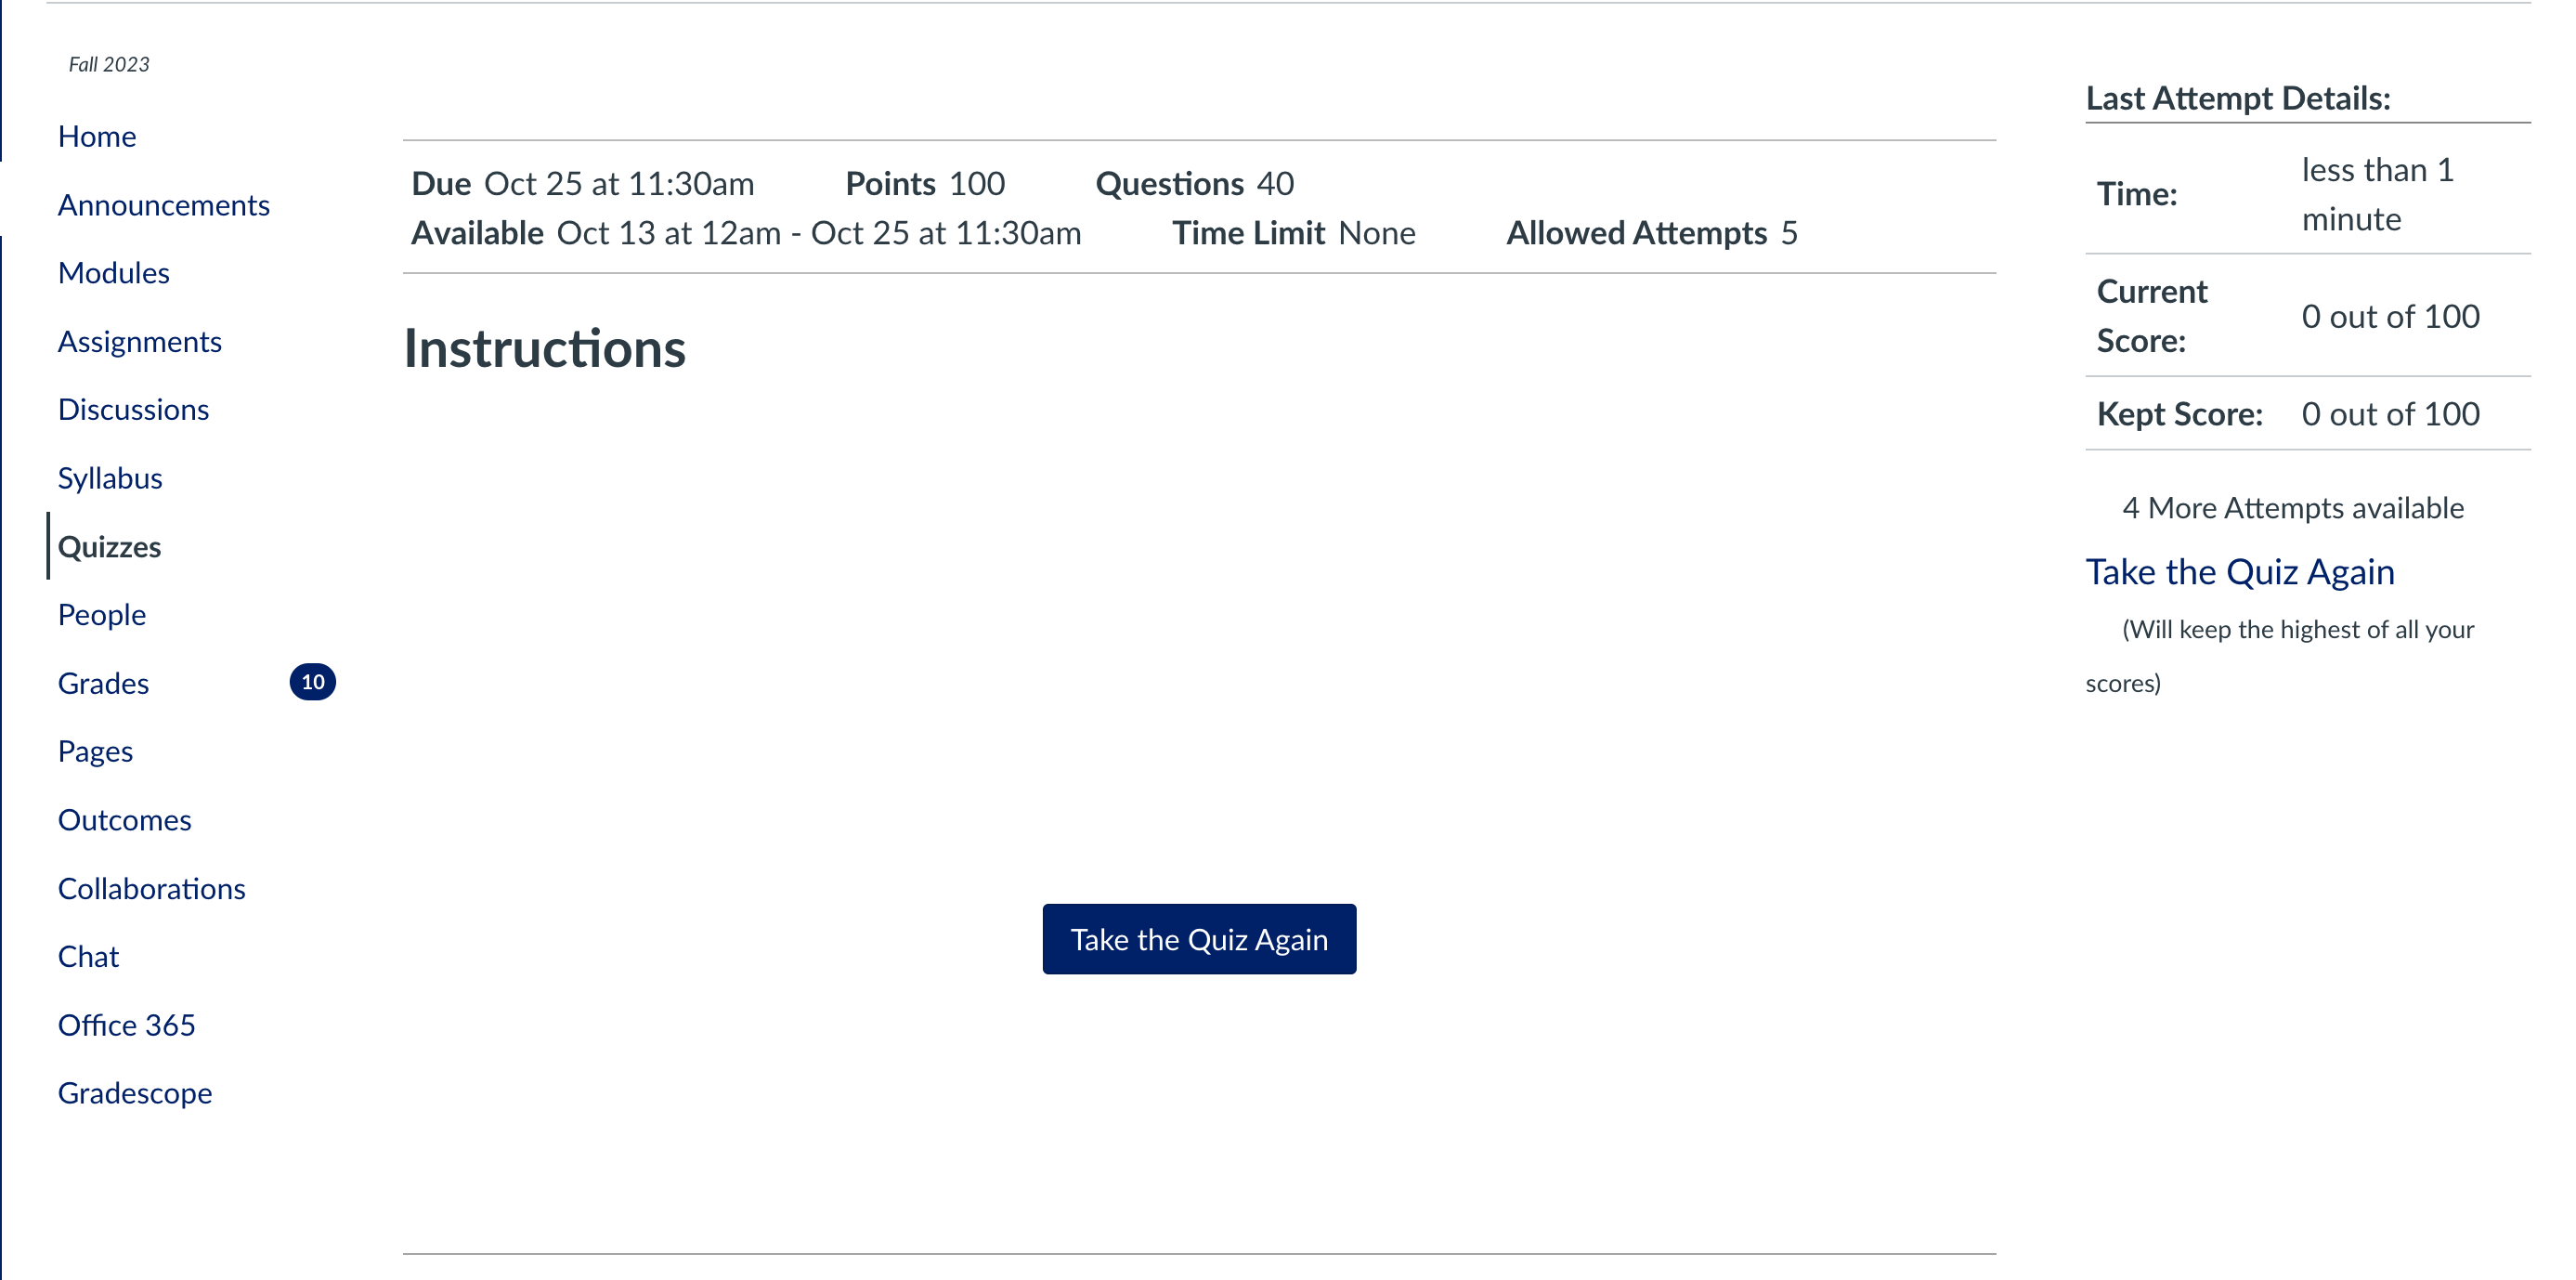 Fall 2023
Home
Announcements
Modules
Assignments
Discussions
Syllabus
Quizzes
People
Grades 10
Pages
Outcomes
Collaborations
Chat
Office 365
Gradescope
Due Oct 25 at 11:30am Points 100 Questions 40
Available Oct 13 at 12am - Oct 25 at 11:30am Time Limit None Allowed Attempts 5
Instructions
Take the Quiz Again
Last Attempt Details:
Time: less than 1
minute
Current
Score: 0 out of 100
Kept Score: 0 out of 100
4 More Attempts available
Take the Quiz Again
(Will keep the highest of all your
scores)